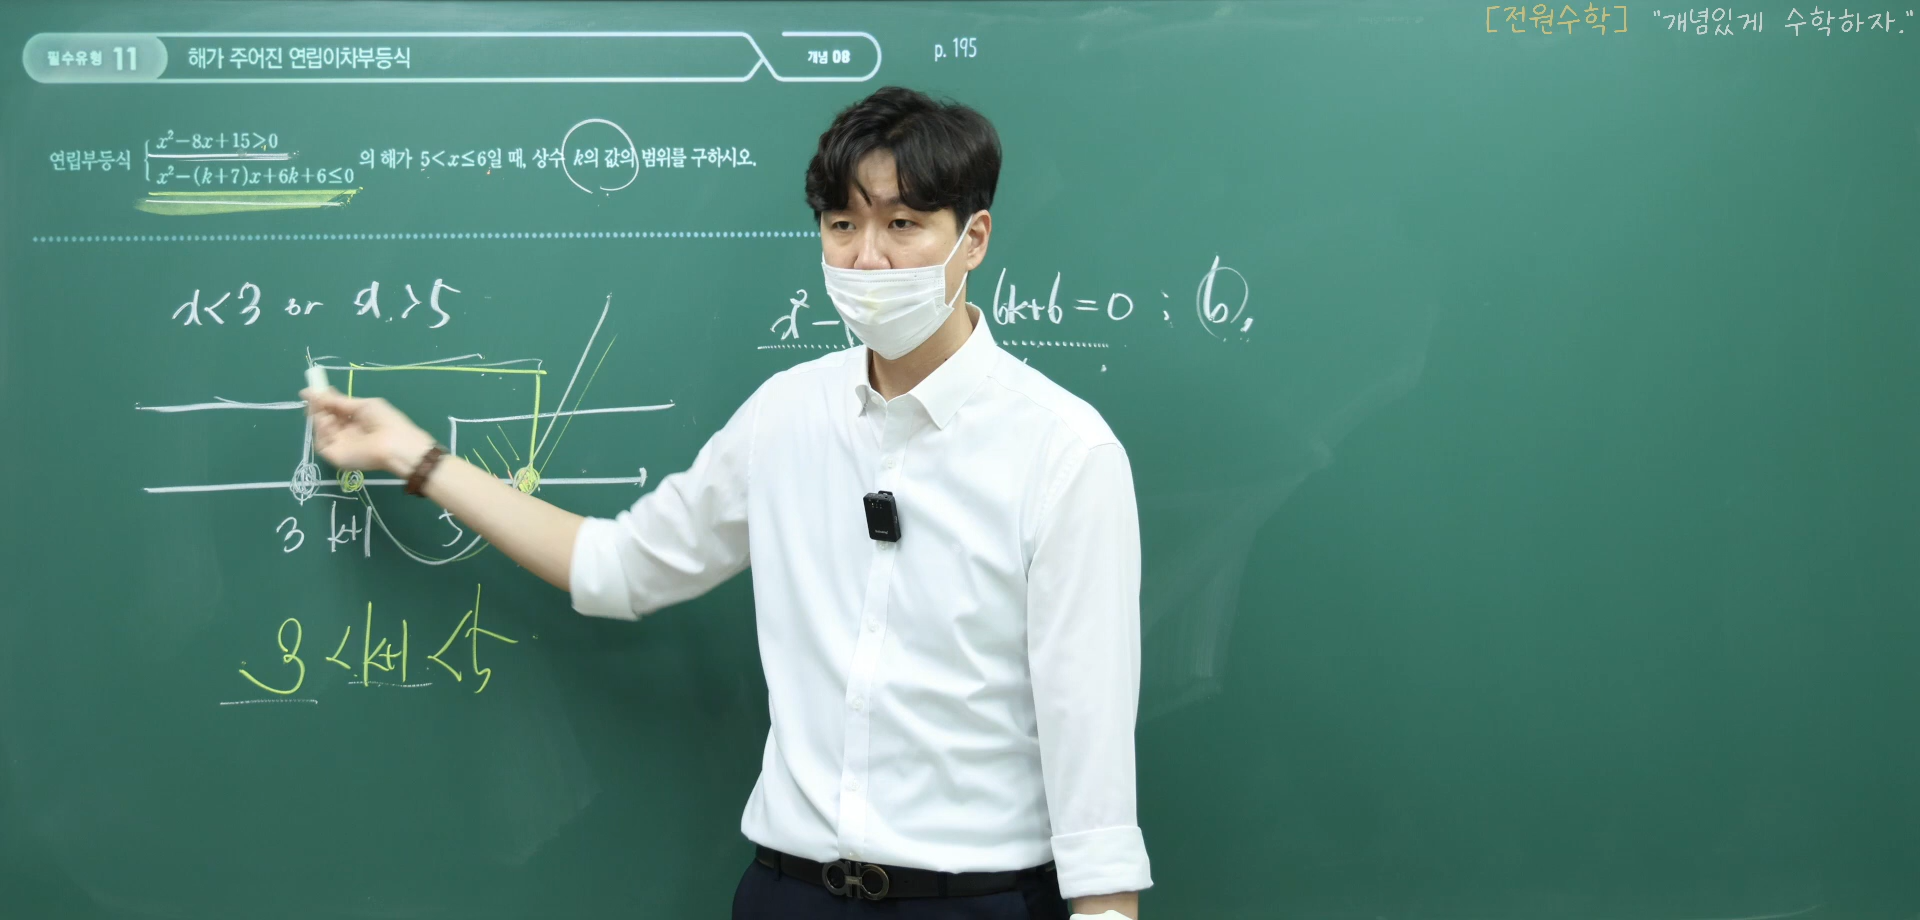 [전원수학] "개념있게 수학하자."
필수유형 11 해가 주어진 연립이차부등식 개념 08 p. 195
연립부등식 { x²-8x+15>0
x²-(k+7)x+6k+6≤0 의 해가 5<x≤6일 때, 상수 k의 값의 범위를 구하시오.
x<3 or x>5
x²- 6k+6=0 ; 6,
3 k+1 5
3<k+1<5